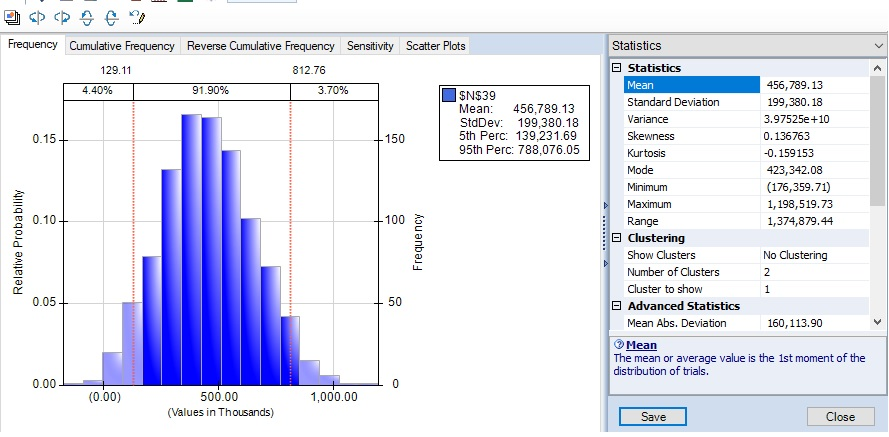 Frequency Cumulative Frequency Reverse Cumulative Frequency Sensitivity Scatter Plots
129.11 812.76
4.40% 91.90% 3.70%
0.15 150
0.10 100
0.05 50
0.00 0
Relative Probability
Frequency
(0.00) 500.00 1,000.00
(Values in Thousands)
$N$39
Mean: 456,789.13
StdDev: 199,380.18
5th Perc: 139,231.69
95th Perc: 788,076.05
Statistics
Statistics
Mean 456,789.13
Standard Deviation 199,380.18
Variance 3.97525e+10
Skewness 0.136763
Kurtosis -0.159153
Mode 423,342.08
Minimum (176,359.71)
Maximum 1,198,519.73
Range 1,374,879.44
Clustering
Show Clusters No Clustering
Number of Clusters 2
Cluster to show 1
Advanced Statistics
Mean Abs. Deviation 160,113.90
Mean
The mean or average value is the 1st moment of the
distribution of trials.
Save Close